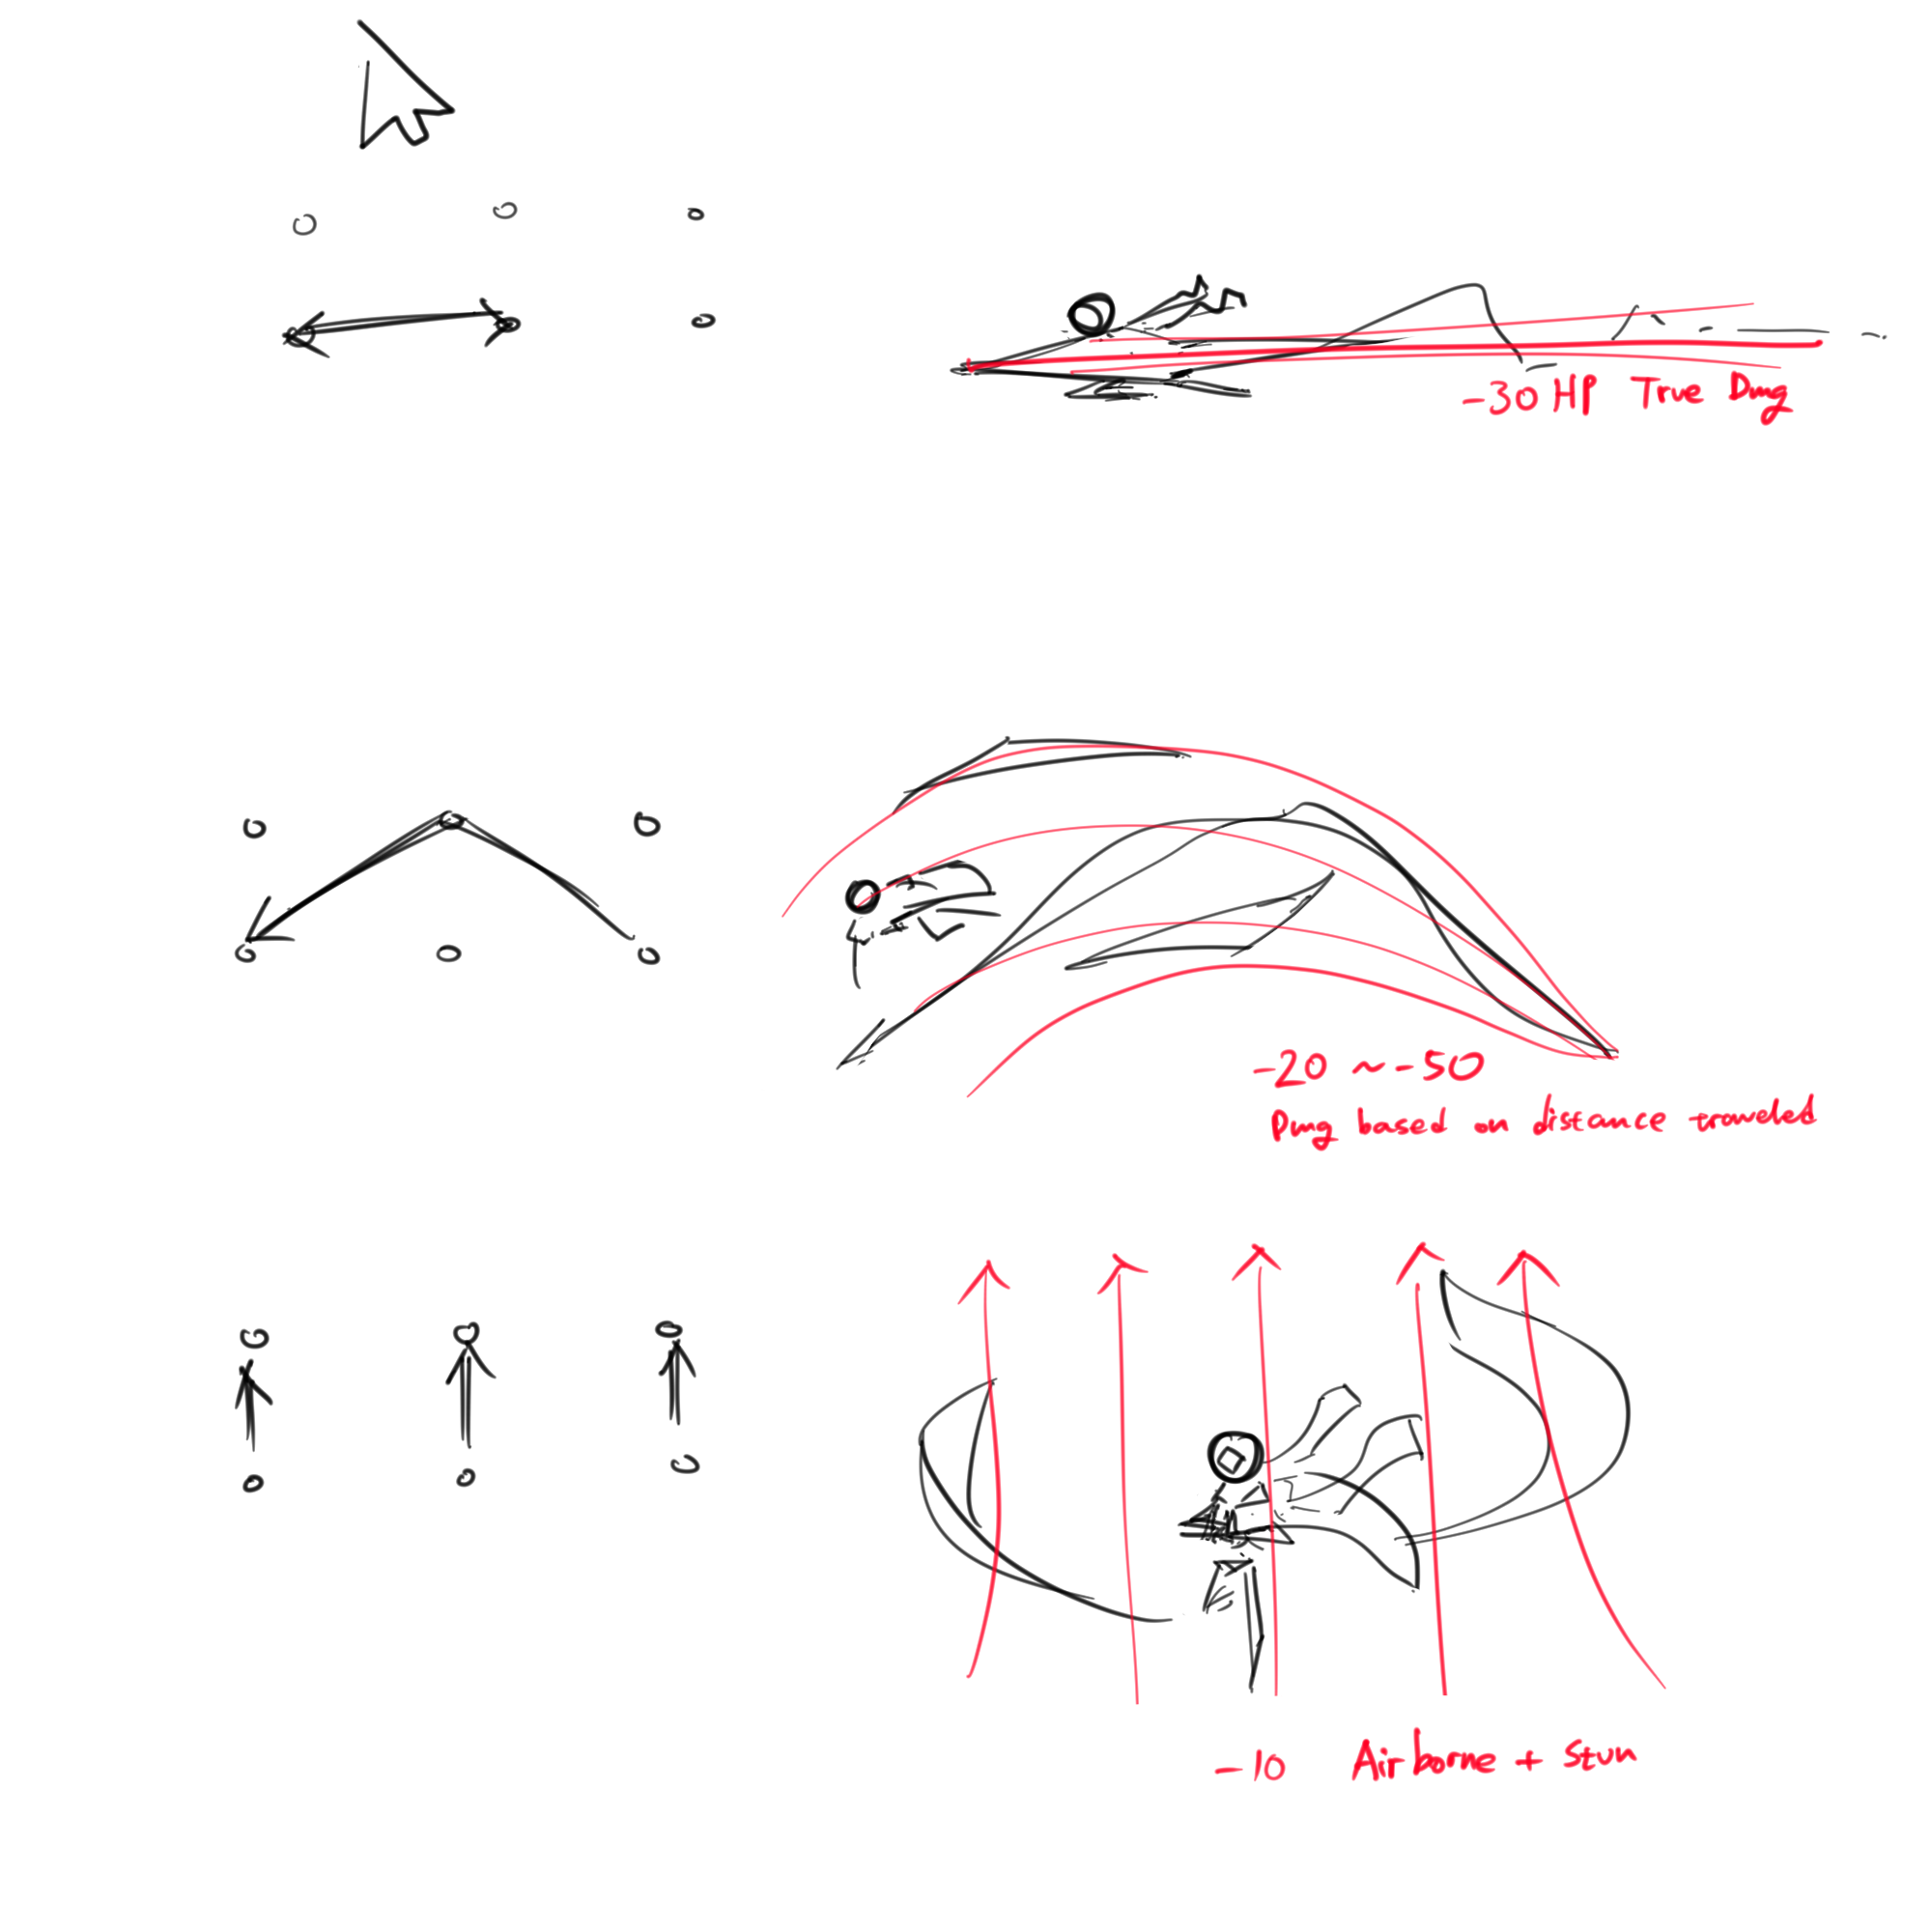 -30 HP True Dmg
-20 ~ -50
Dmg based on distance traveled
-10 Airborne + stun